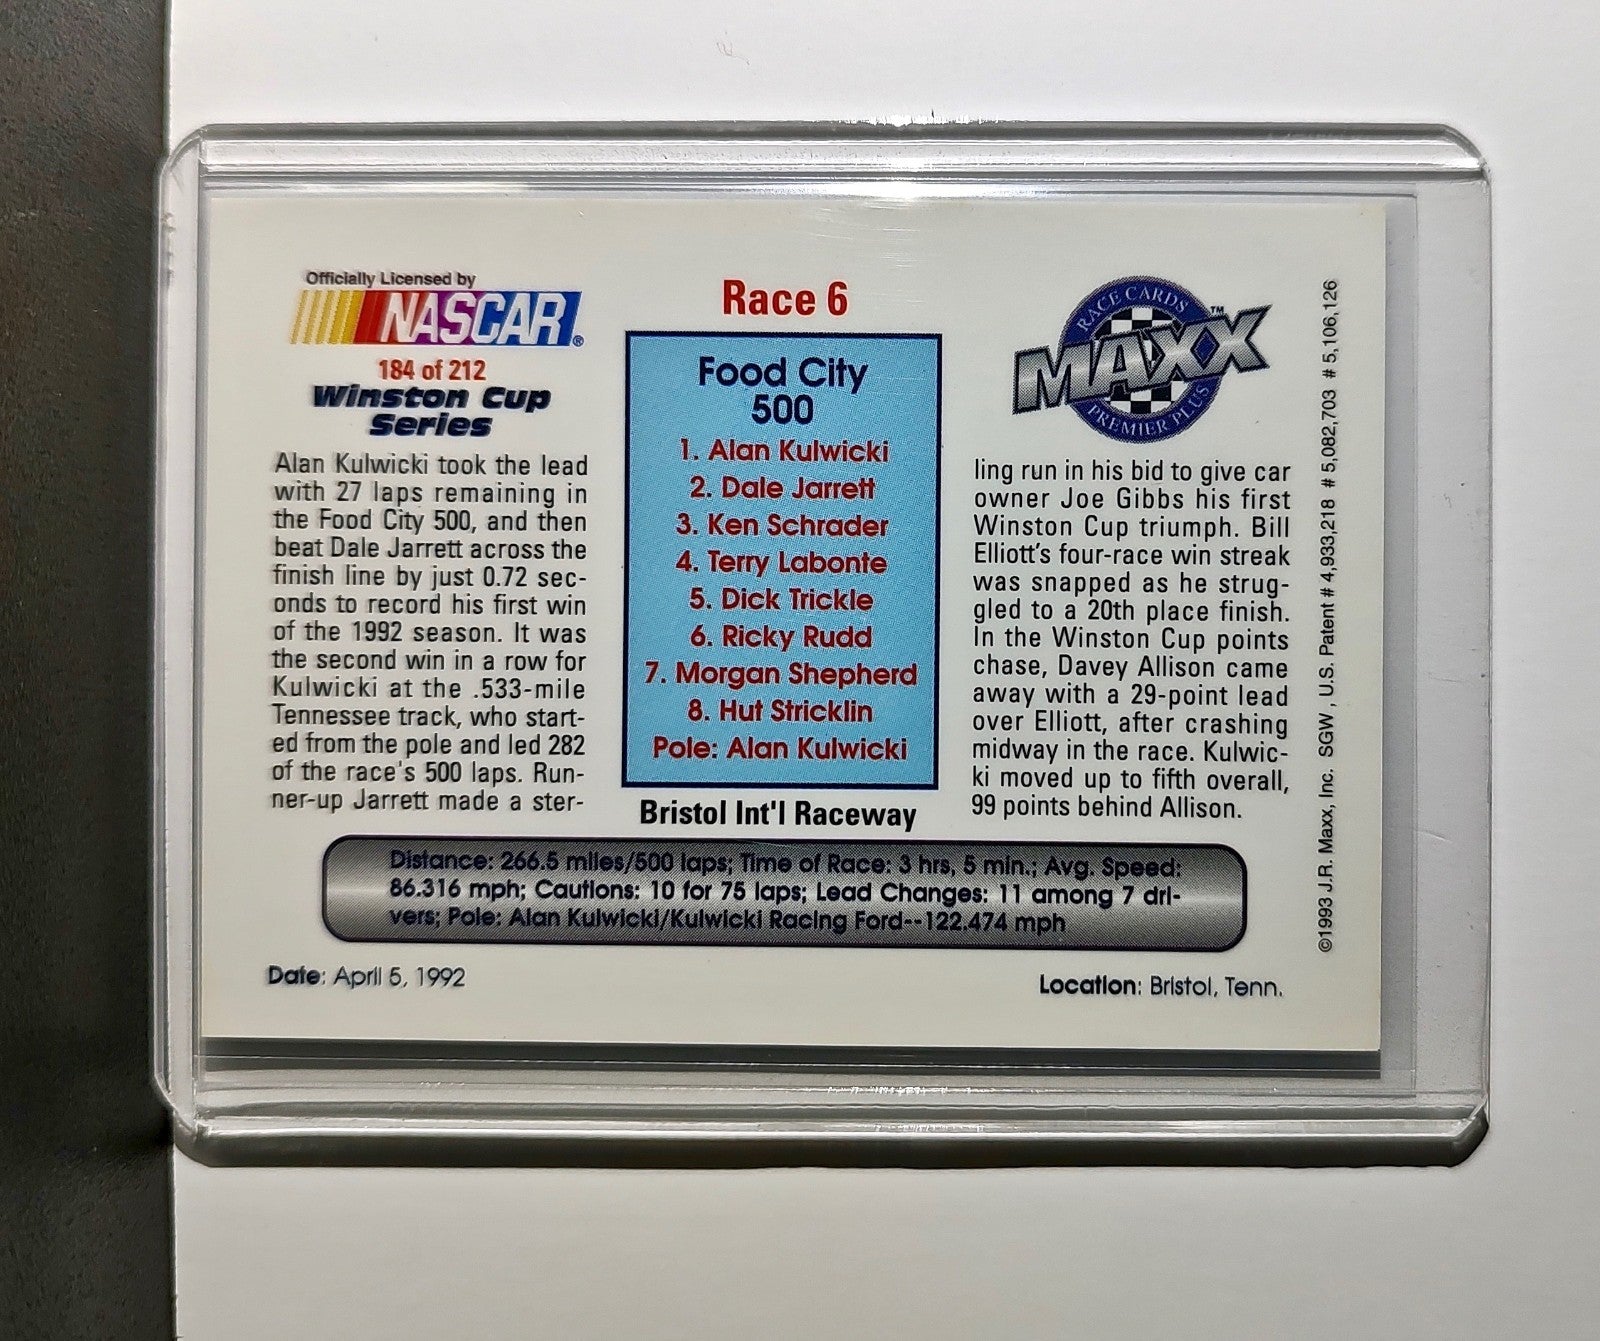 Officially Licensed by
NASCAR®
184 of 212
Winston Cup
Series
Alan Kulwicki took the lead
with 27 laps remaining in
the Food City 500, and then
beat Dale Jarrett across the
finish line by just 0.72 sec-
onds to record his first win
of the 1992 season. It was
the second win in a row for
Kulwicki at the .533-mile
Tennessee track, who start-
ed from the pole and led 282
of the race's 500 laps. Run-
ner-up Jarrett made a ster-
Race 6
Food City
500
1. Alan Kulwicki
2. Dale Jarrett
3. Ken Schrader
4. Terry Labonte
5. Dick Trickle
6. Ricky Rudd
7. Morgan Shepherd
8. Hut Stricklin
Pole: Alan Kulwicki
Bristol Int'l Raceway
RACE CARDS
MAXX™
PREMIER PLUS
ling run in his bid to give car
owner Joe Gibbs his first
Winston Cup triumph. Bill
Elliott's four-race win streak
was snapped as he strug-
gled to a 20th place finish.
In the Winston Cup points
chase, Davey Allison came
away with a 29-point lead
over Elliott, after crashing
midway in the race. Kulwic-
ki moved up to fifth overall,
99 points behind Allison.
Distance: 266.5 miles/500 laps; Time of Race: 3 hrs, 5 min.; Avg. Speed:
86.316 mph; Cautions: 10 for 75 laps; Lead Changes: 11 among 7 dri-
vers; Pole: Alan Kulwicki/Kulwicki Racing Ford--122.474 mph
Date: April 5, 1992
Location: Bristol, Tenn.
©1993 J.R. Maxx, Inc. SGW, U.S. Patent # 4,933,218 # 5,082,703 # 5,106,126